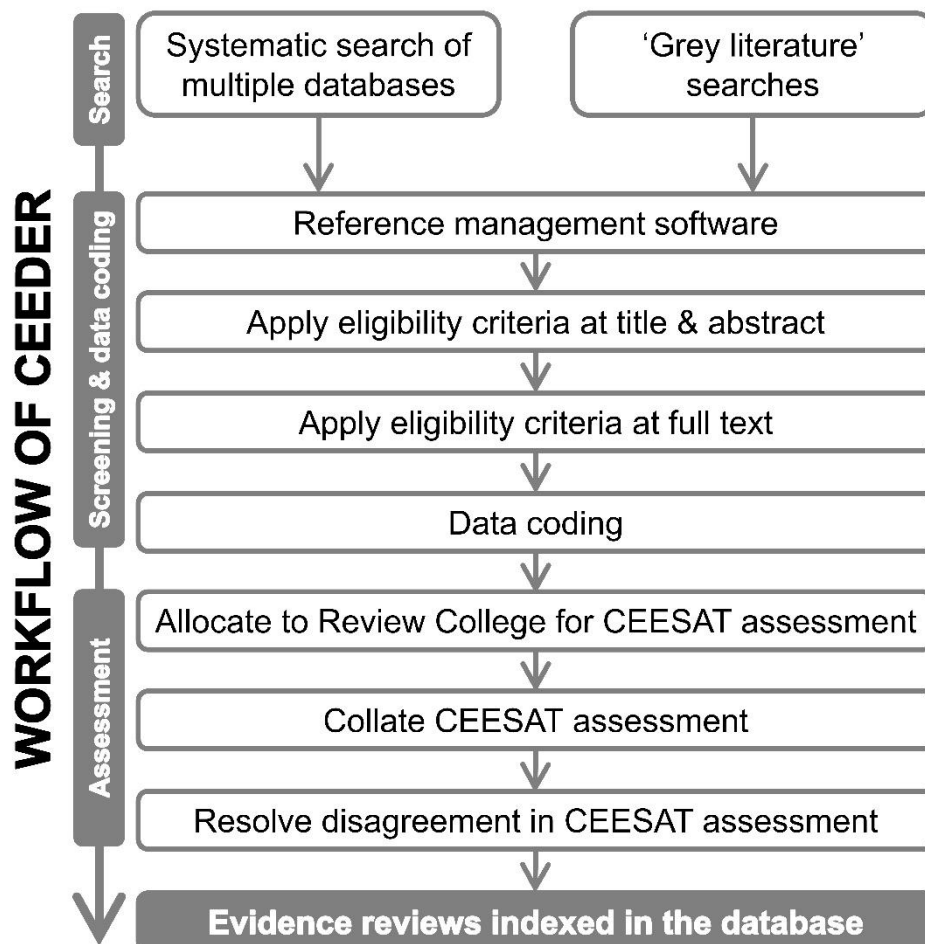 WORKFLOW OF CEEDER
Search
Systematic search of
multiple databases
‘Grey literature’
searches
Screening & data coding
Reference management software
Apply eligibility criteria at title & abstract
Apply eligibility criteria at full text
Data coding
Assessment
Allocate to Review College for CEESAT assessment
Collate CEESAT assessment
Resolve disagreement in CEESAT assessment
Evidence reviews indexed in the database